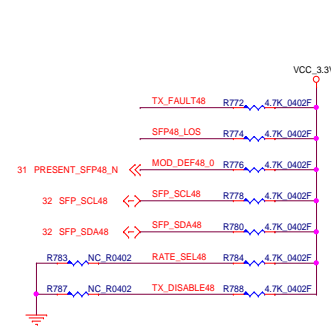 VCC_3.3V
TX_FAULT48 R772 4.7K_0402F
SFP48_LOS R774 4.7K_0402F
31 PRESENT_SFP48_N MOD_DEF48_0 R776 4.7K_0402F
32 SFP_SCL48 SFP_SCL48 R778 4.7K_0402F
32 SFP_SDA48 SFP_SDA48 R780 4.7K_0402F
R783 NC_R0402 RATE_SEL48 R784 4.7K_0402F
R787 NC_R0402 TX_DISABLE48 R788 4.7K_0402F